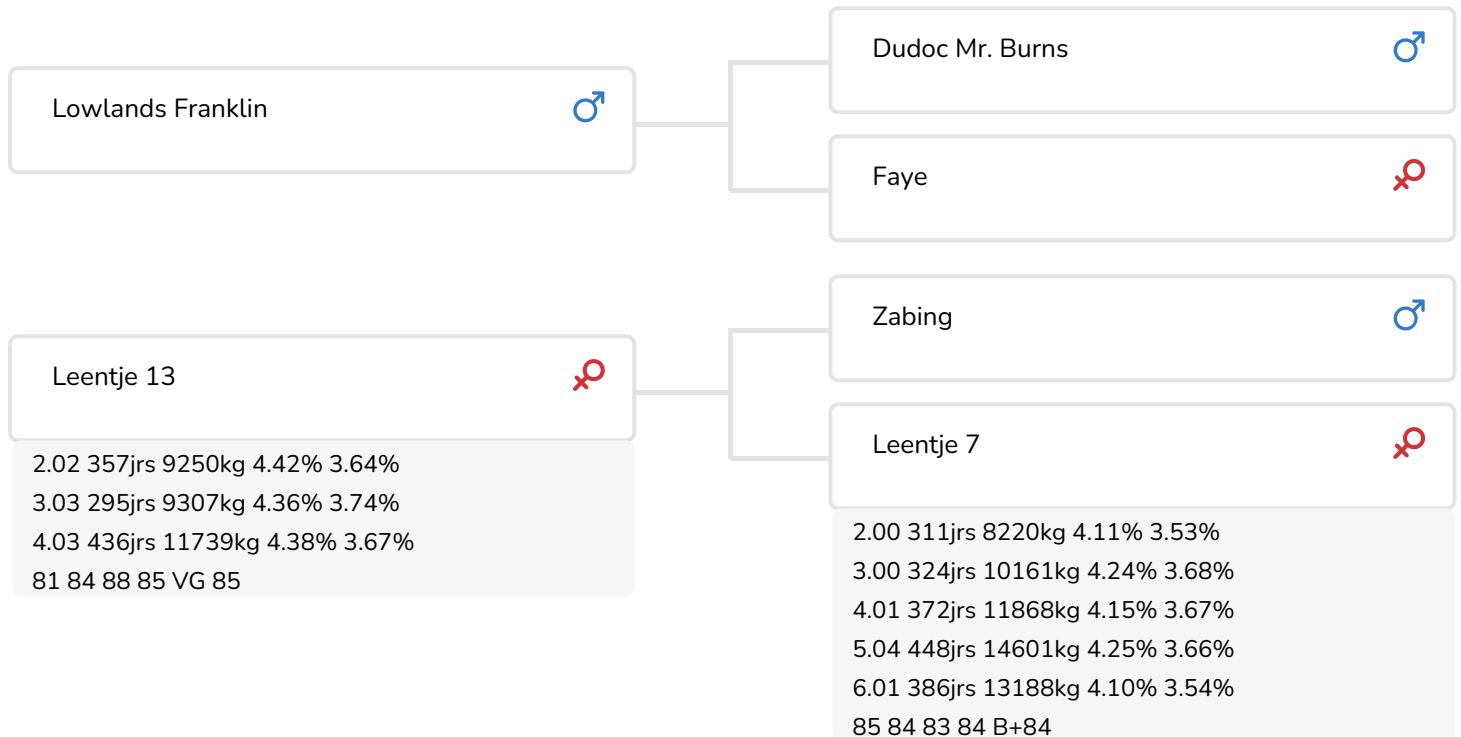 Lowlands Franklin
Dudoc Mr. Burns
Faye
Leentje 13
2.02 357jrs 9250kg 4.42% 3.64%
3.03 295jrs 9307kg 4.36% 3.74%
4.03 436jrs 11739kg 4.38% 3.67%
81 84 88 85 VG 85
Zabing
Leentje 7
2.00 311jrs 8220kg 4.11% 3.53%
3.00 324jrs 10161kg 4.24% 3.68%
4.01 372jrs 11868kg 4.15% 3.67%
5.04 448jrs 14601kg 4.25% 3.66%
6.01 386jrs 13188kg 4.10% 3.54%
85 84 83 84 B+84